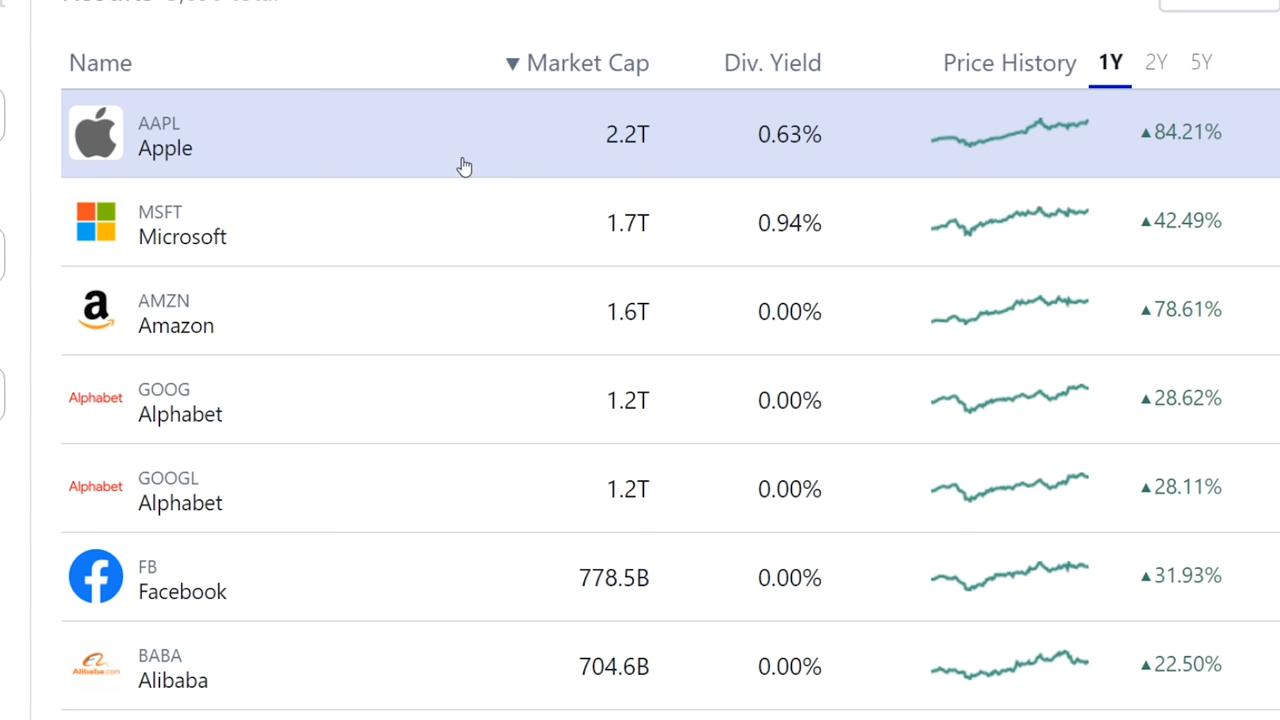 Name ▼ Market Cap Div. Yield Price History 1Y 2Y 5Y
AAPL
Apple 2.2T 0.63% ▲84.21%
MSFT
Microsoft 1.7T 0.94% ▲42.49%
a AMZN
Amazon 1.6T 0.00% ▲78.61%
Alphabet GOOG
Alphabet 1.2T 0.00% ▲28.62%
Alphabet GOOGL
Alphabet 1.2T 0.00% ▲28.11%
f FB
Facebook 778.5B 0.00% ▲31.93%
Alibaba.com BABA
Alibaba 704.6B 0.00% ▲22.50%